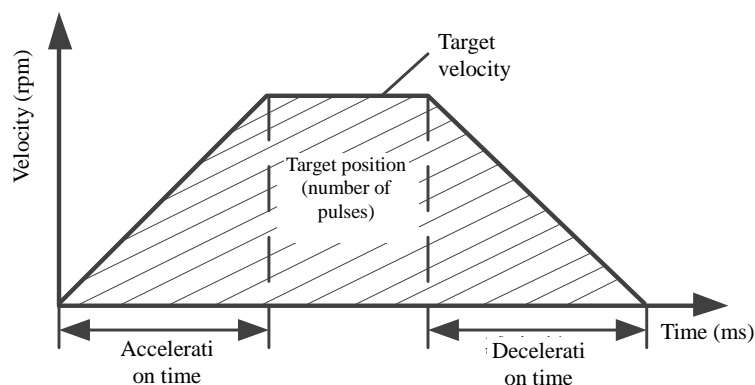 Velocity (rpm)
Target
velocity
Target position
(number of
pulses)
Time (ms)
Accelerati
on time
Decelerati
on time